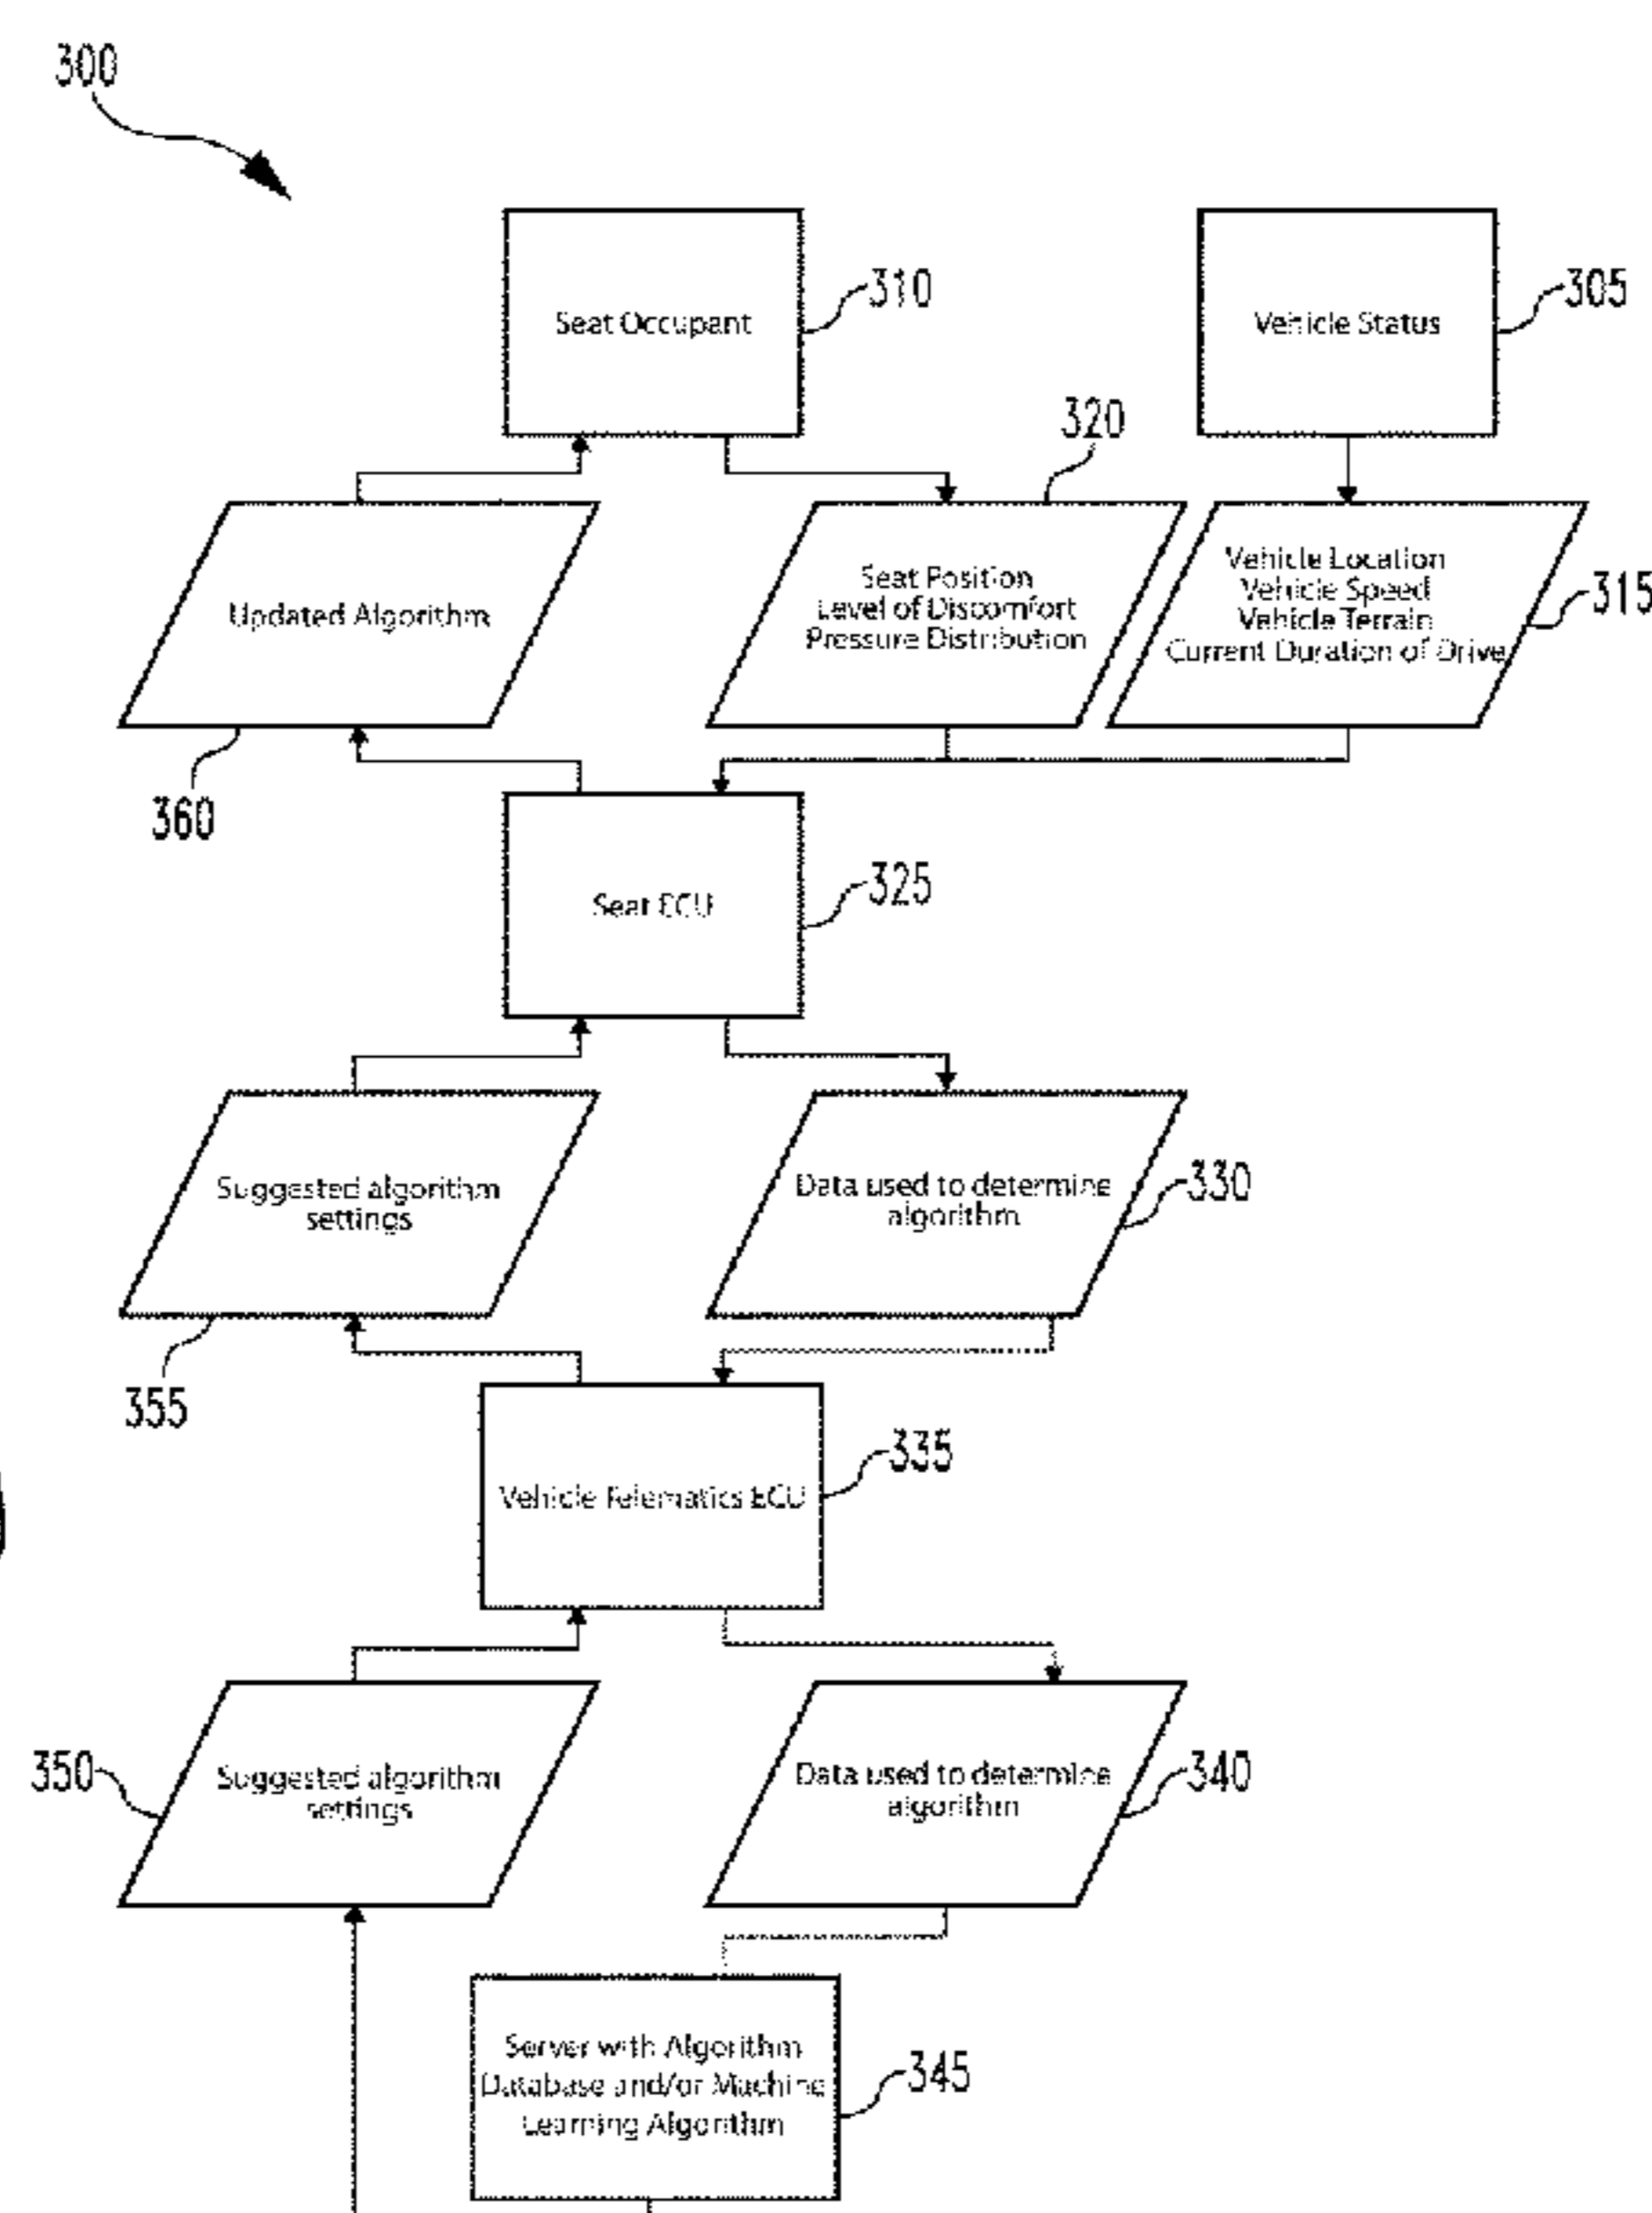 300
Seat Occupant
310
Vehicle Status
305
320
Updated Algorithm
360
Seat Position
Level of Discomfort
Pressure Distribution
Vehicle Location
Vehicle Speed
Vehicle Terrain
Current Duration of Drive
315
Seat ECU
325
Suggested algorithm
settings
355
Data used to determine
algorithm
330
Vehicle Telematics ECU
335
350
Suggested algorithm
settings
Data used to determine
algorithm
340
Server with Algorithm
Database and/or Machine
Learning Algorithm
345